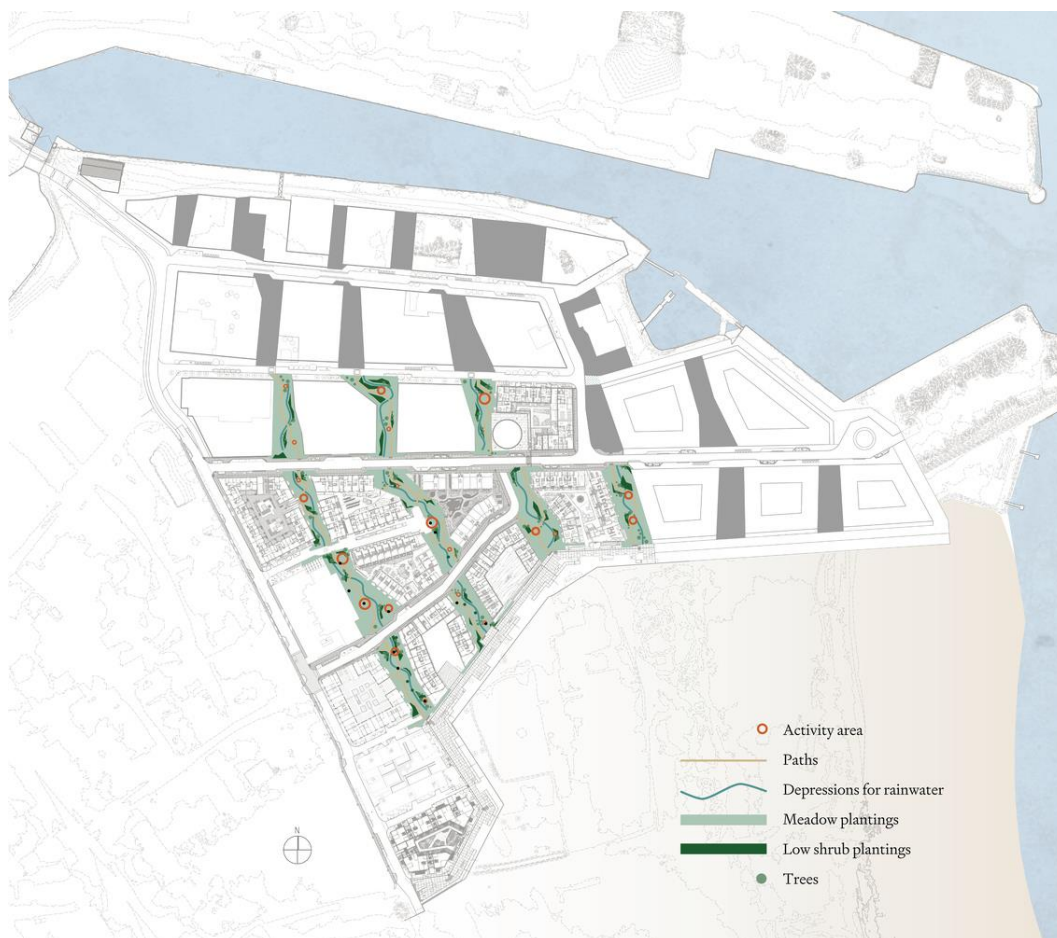 N
Activity area
Paths
Depressions for rainwater
Meadow plantings
Low shrub plantings
Trees